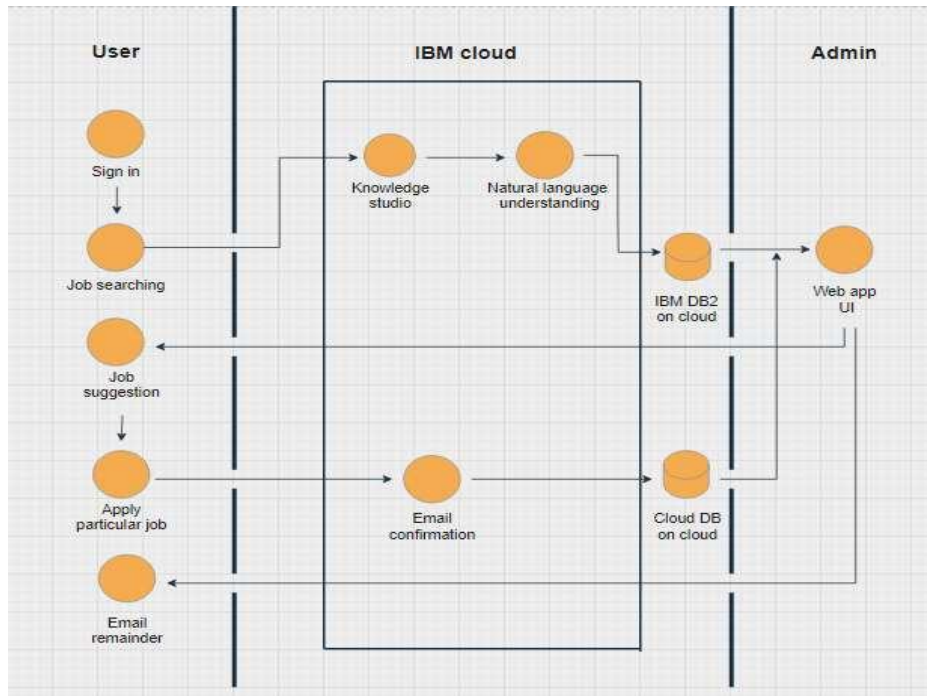 User
IBM cloud
Admin
Sign in
Knowledge
studio
Natural language
understanding
Job searching
IBM DB2
on cloud
Web app
UI
Job
suggestion
Apply
particular job
Email
confirmation
Cloud DB
on cloud
Email
remainder